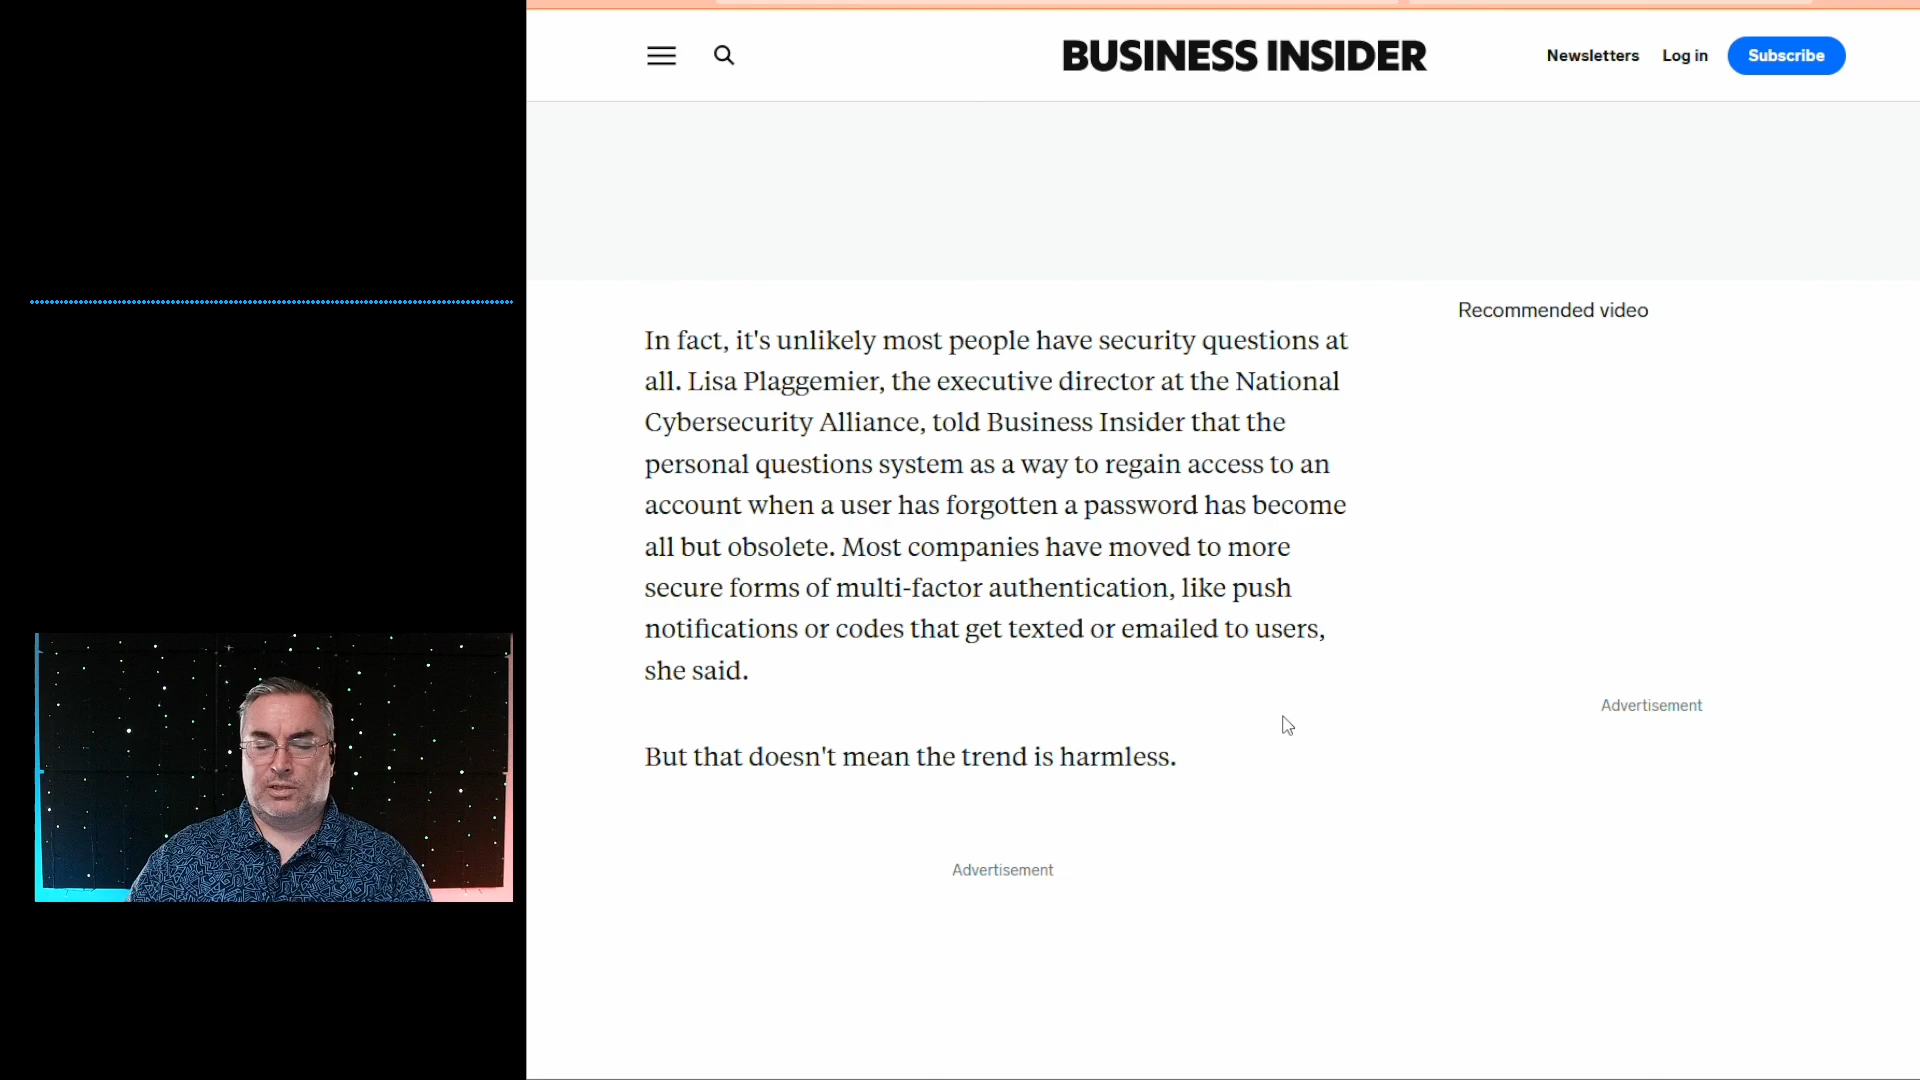 BUSINESS INSIDER
Newsletters
Log in
Subscribe
In fact, it's unlikely most people have security questions at
all. Lisa Plaggemier, the executive director at the National
Cybersecurity Alliance, told Business Insider that the
personal questions system as a way to regain access to an
account when a user has forgotten a password has become
all but obsolete. Most companies have moved to more
secure forms of multi-factor authentication, like push
notifications or codes that get texted or emailed to users,
she said.
But that doesn't mean the trend is harmless.
Advertisement
Recommended video
Advertisement